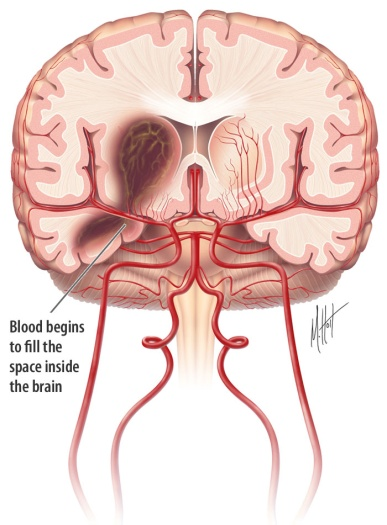 Blood begins
to fill the
space inside
the brain